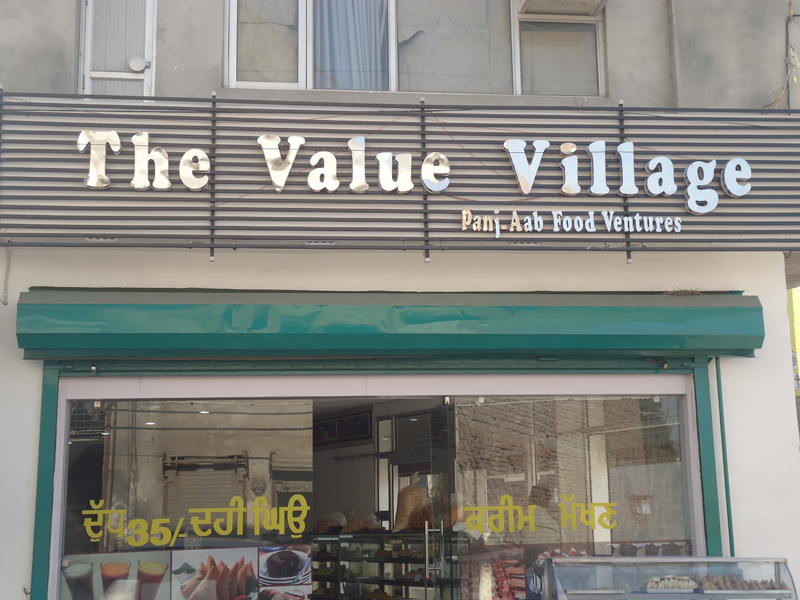 The Value Village
Panj-Aab Food Ventures
ਦੁੱਧ 35/- ਦਹੀ ਘਿਉ ਕਰੀਮ ਮੱਖਣ